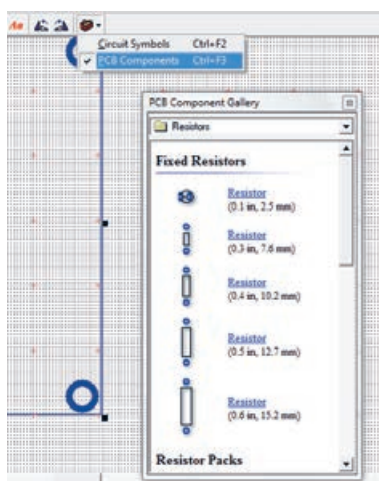 Aa
Circuit Symbols Ctrl+F2
PCB Components Ctrl+F3
PCB Component Gallery
Resistors
Fixed Resistors
Resistor
(0.1 in, 2.5 mm)
Resistor
(0.3 in, 7.6 mm)
Resistor
(0.4 in, 10.2 mm)
Resistor
(0.5 in, 12.7 mm)
Resistor
(0.6 in, 15.2 mm)
Resistor Packs